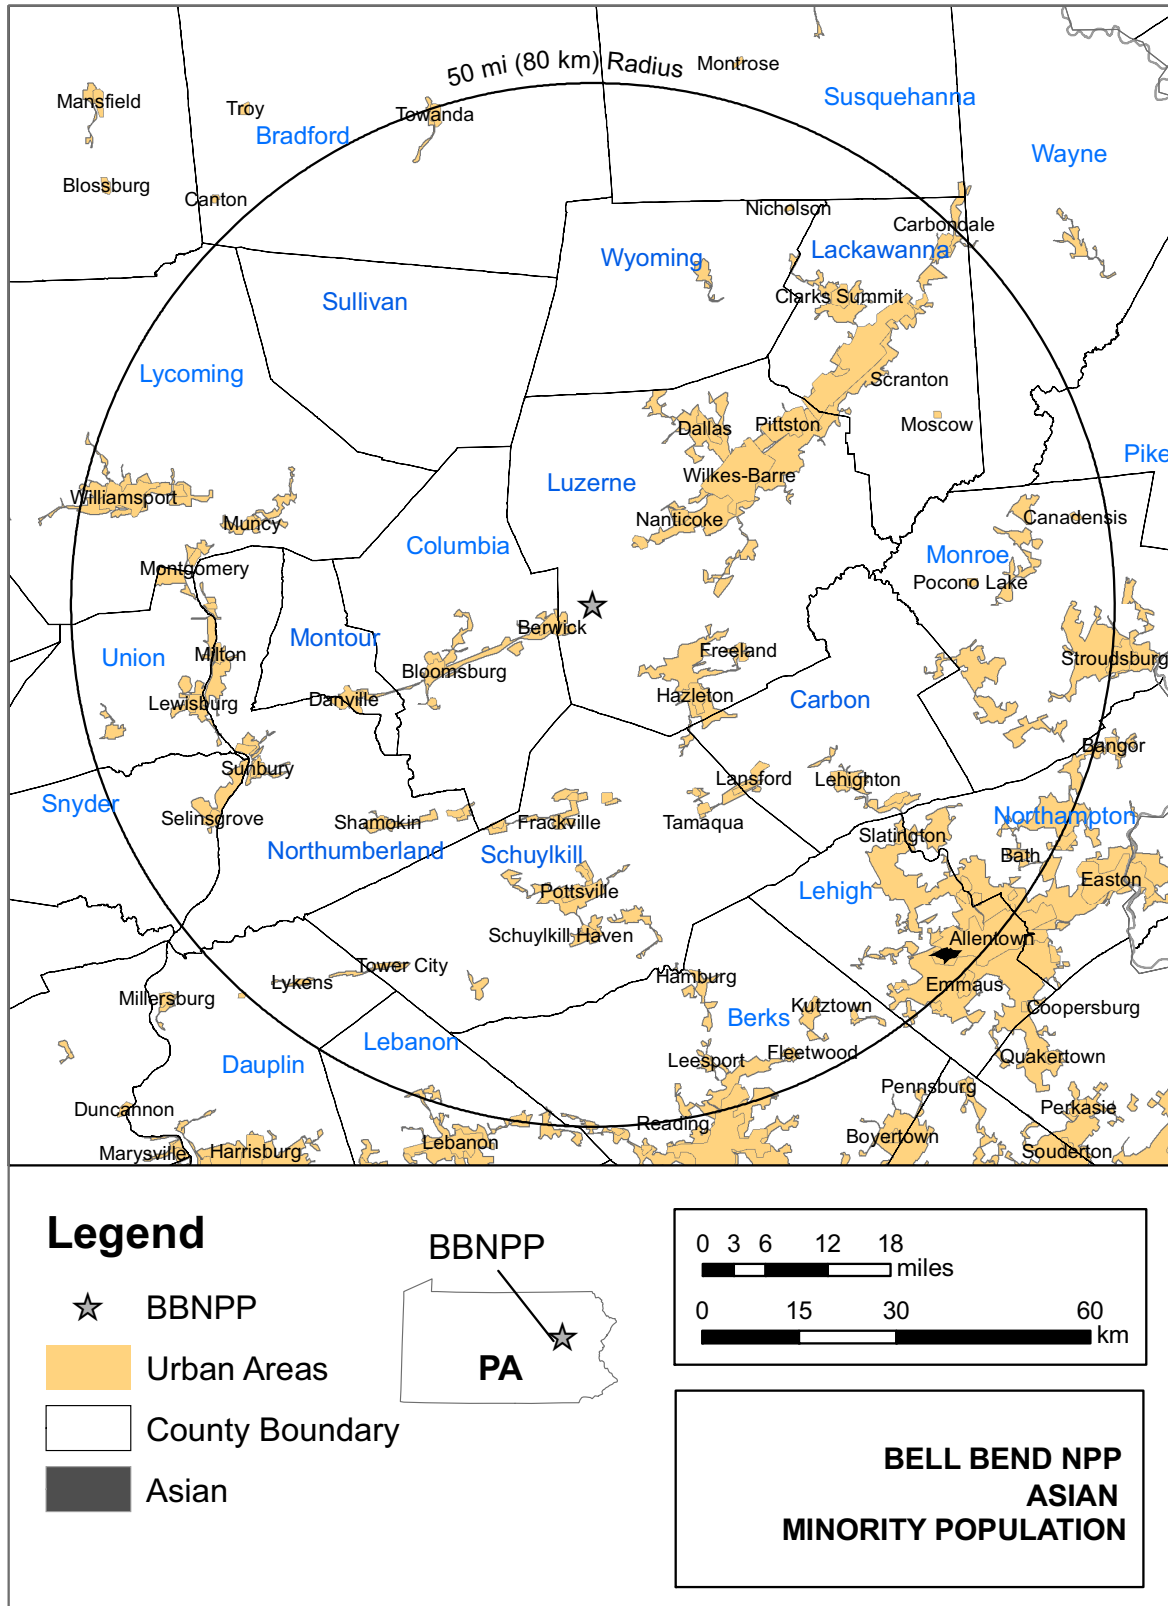 50 mi (80 km) Radius
Montrose
Susquehanna
Mansfield
Troy
Towanda
Bradford
Wayne
Blossburg
Canton
Nicholson
Carbondale
Wyoming
Lackawanna
Sullivan
Clarks Summit
Lycoming
Scranton
Dallas
Pittston
Moscow
Pike
Luzerne
Wilkes-Barre
Williamsport
Muncy
Nanticoke
Canadensis
Columbia
Monroe
Montgomery
Pocono Lake
Berwick
Montour
Union
Milton
Freeland
Stroudsburg
Bloomsburg
Lewisburg
Danville
Hazleton
Carbon
Bangor
Sunbury
Lansford
Lehighton
Snyder
Selinsgrove
Shamokin
Frackville
Tamaqua
Northampton
Slatington
Northumberland
Schuylkill
Bath
Pottsville
Lehigh
Easton
Schuylkill Haven
Allentown
Tower City
Lykens
Hamburg
Emmaus
Millersburg
Kutztown
Coopersburg
Berks
Lebanon
Dauplin
Leesport
Fleetwood
Quakertown
Pennsburg
Duncannon
Perkasie
Reading
Boyertown
Marysville
Harrisburg
Lebanon
Souderton
Legend
BBNPP
Urban Areas
County Boundary
Asian
BBNPP
PA
0 3 6 12 18
miles
0 15 30 60
km
BELL BEND NPP
ASIAN
MINORITY POPULATION